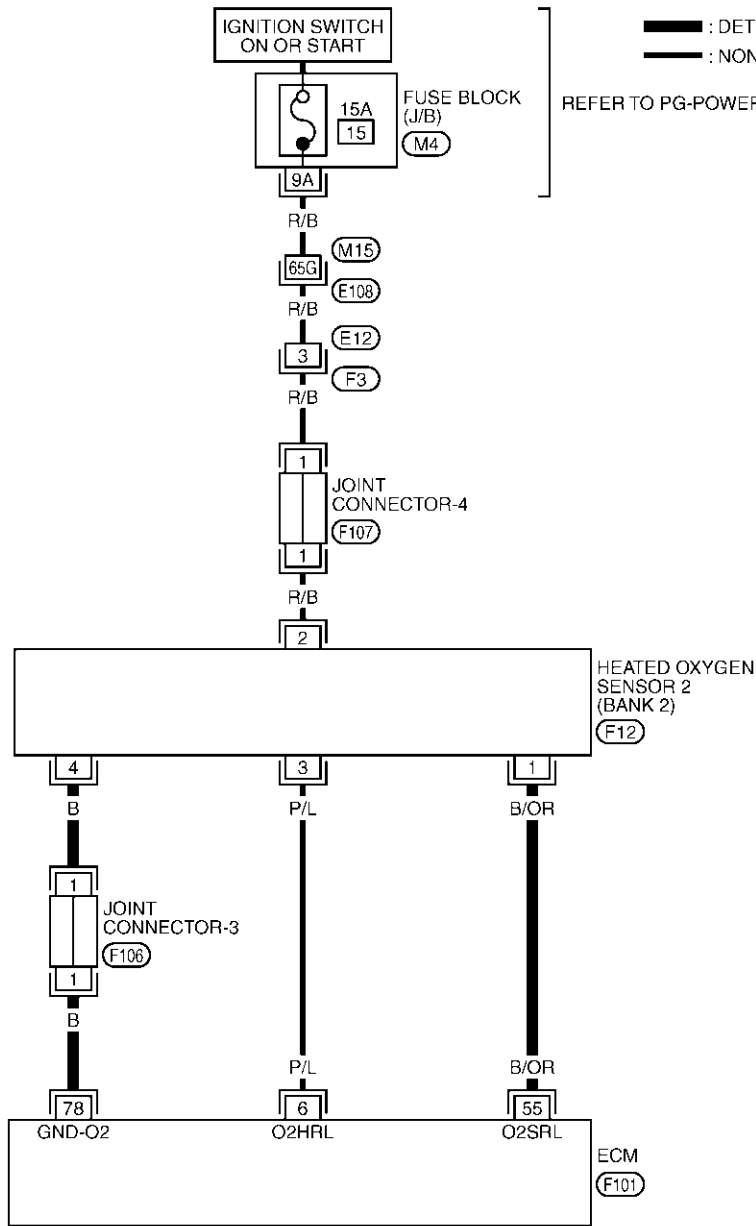 IGNITION SWITCH
ON OR START
: DET
: NON
REFER TO PG-POWER
FUSE BLOCK
(J/B)
M4
15A
15
9A
R/B
M15
65G
E108
R/B
E12
3
F3
R/B
1
JOINT
CONNECTOR-4
F107
1
R/B
2
HEATED OXYGEN
SENSOR 2
(BANK 2)
F12
4 3 1
B P/L B/OR
1
JOINT
CONNECTOR-3
F106
1
B
P/L B/OR
78 6 55
GND-O2 O2HRL O2SRL
ECM
F101